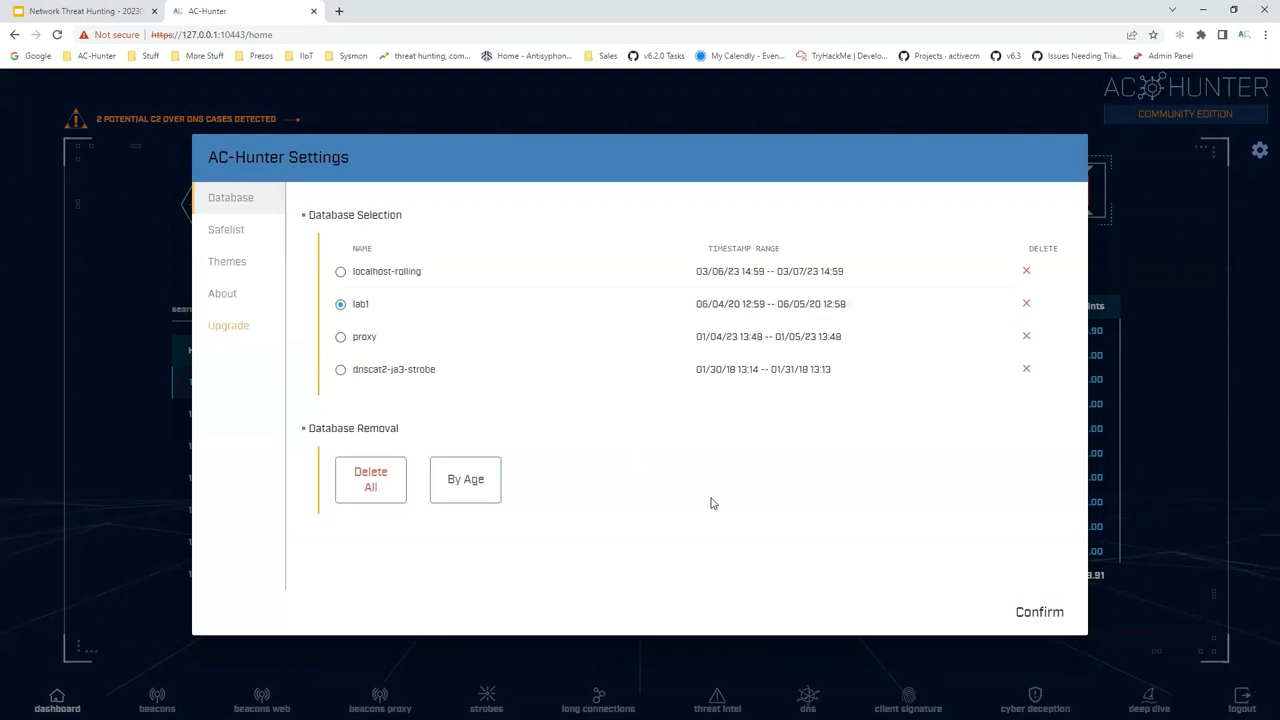 Network Threat Hunting - 20230
AC-Hunter
Not secure
https://127.0.0.1:10443/home
Google
AC-Hunter
Stuff
More Stuff
Presos
IIoT
Sysmon
threat hunting, com...
Home - Antisyphon...
Sales
v6.2.0 Tasks
My Calendly - Even...
TryHackMe | Develo...
Projects · activecm
v6.3
Issues Needing Tria...
Admin Panel
AC HUNTER
COMMUNITY EDITION
2 POTENTIAL C2 OVER DNS CASES DETECTED
AC-Hunter Settings
Database
Safelist
Themes
About
Upgrade
Database Selection
NAME TIMESTAMP RANGE DELETE
localhost-rolling 03/06/23 14:59 -- 03/07/23 14:59
lab1 06/04/20 12:59 -- 06/05/20 12:58
proxy 01/04/23 13:48 -- 01/05/23 13:48
dnscat2-ja3-strobe 01/30/18 13:14 -- 01/31/18 13:13
Database Removal
Delete All
By Age
Confirm
dashboard
beacons
beacons web
beacons proxy
strobes
long connections
threat intel
dns
client signature
cyber deception
deep dive
logout